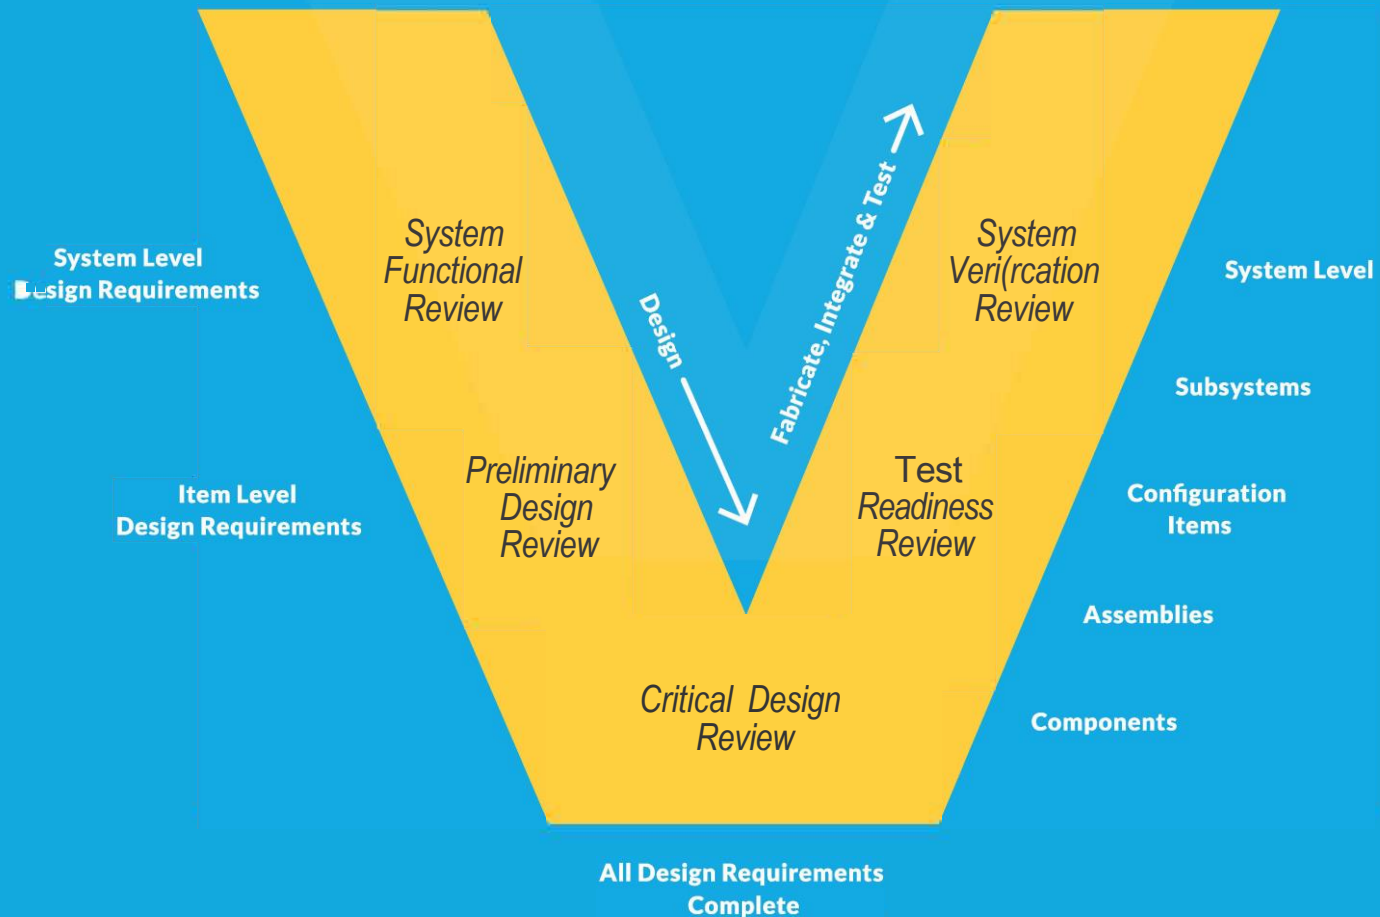 System
Functional
Review
System
Veri(rcation
Review
System Level
Design Requirements
System Level
Design
Fabricate, Integrate & Test
Subsystems
Preliminary
Design
Review
Test
Readiness
Review
Item Level
Design Requirements
Configuration
Items
Assemblies
Critical Design
Review
Components
All Design Requirements
Complete